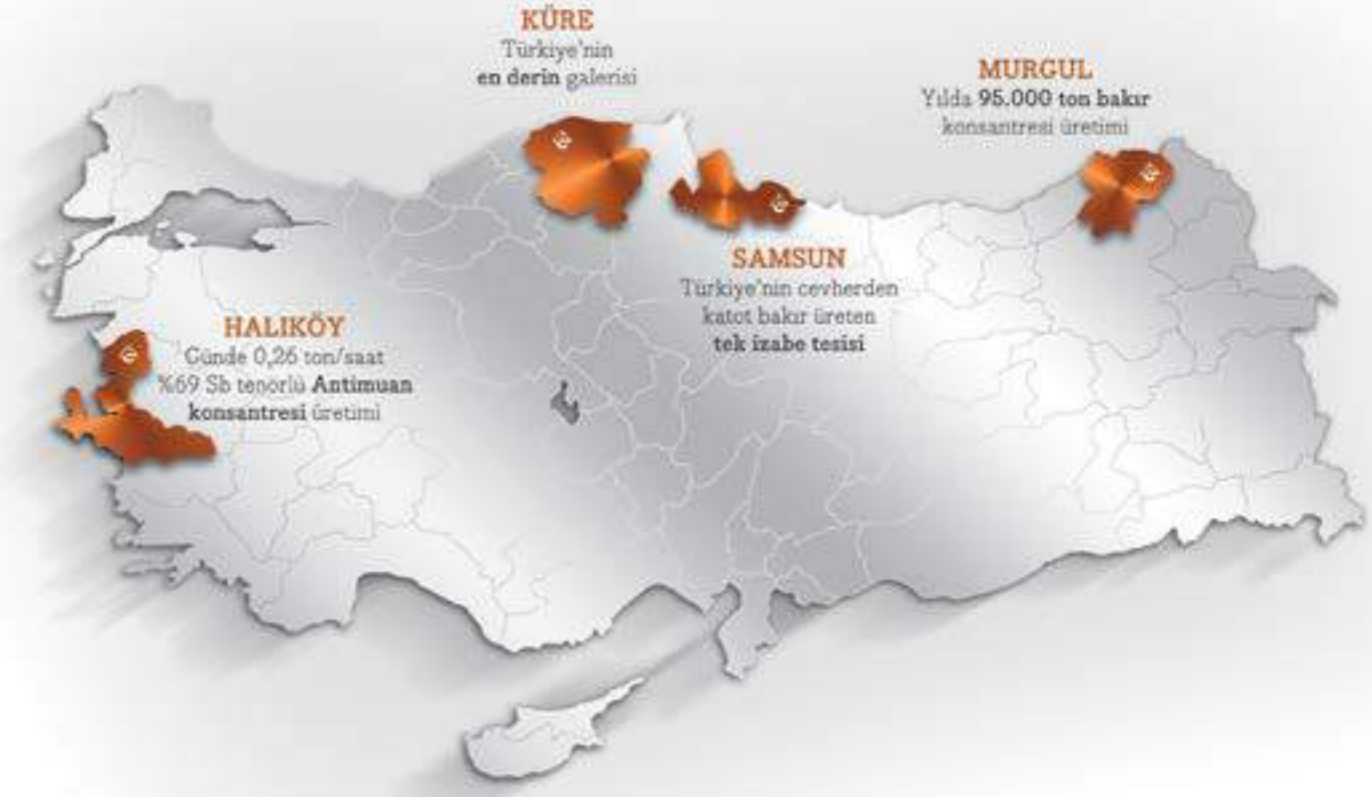 KÜRE
Türkiye'nin
en derin galerisi
MURGUL
Yılda 95.000 ton bakır
konsantresi üretimi
SAMSUN
Türkiye'nin cevherden
katot bakır üreten
tek izabe tesisi
HALIKÖY
Günde 0,26 ton/saat
%69 Sb tenörlü Antimuan
konsantresi üretimi